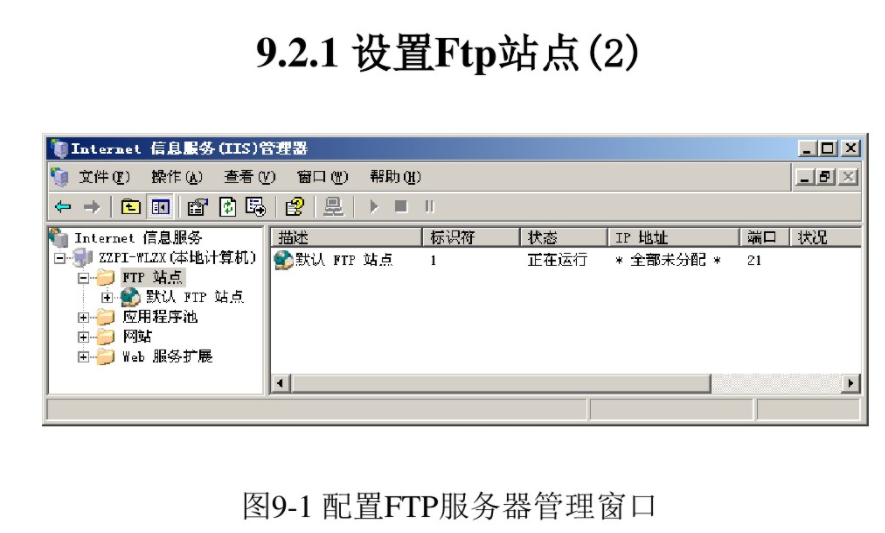 9.2.1 设置Ftp站点(2)
Internet 信息服务(IIS)管理器
文件(F) 操作(A) 查看(V) 窗口(W) 帮助(H)
Internet 信息服务
描述 标识符 状态 IP 地址 端口 状况
ZZPI-WLZX(本地计算机)
默认 FTP 站点 1 正在运行 * 全部未分配 * 21
FTP 站点
默认 FTP 站点
应用程序池
网站
Web 服务扩展
图9-1 配置FTP服务器管理窗口